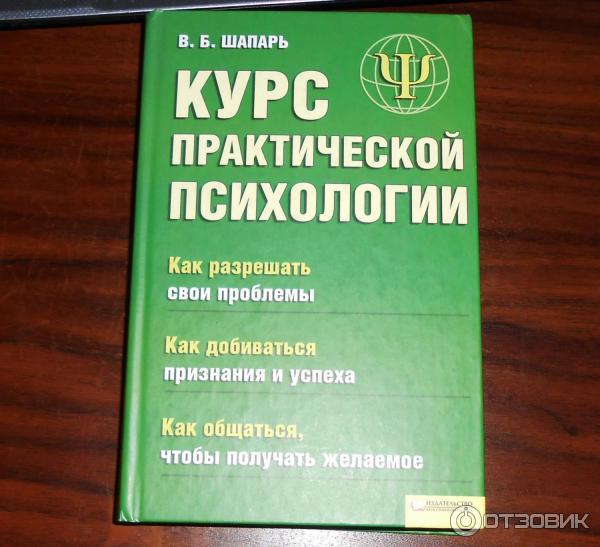 В. Б. ШАПАРЬ
Ψ
КУРС
ПРАКТИЧЕСКОЙ
ПСИХОЛОГИИ
Как разрешать
свои проблемы
Как добиваться
признания и успеха
Как общаться,
чтобы получать желаемое
ИЗДАТЕЛЬСТВО
ОТЗОВИК